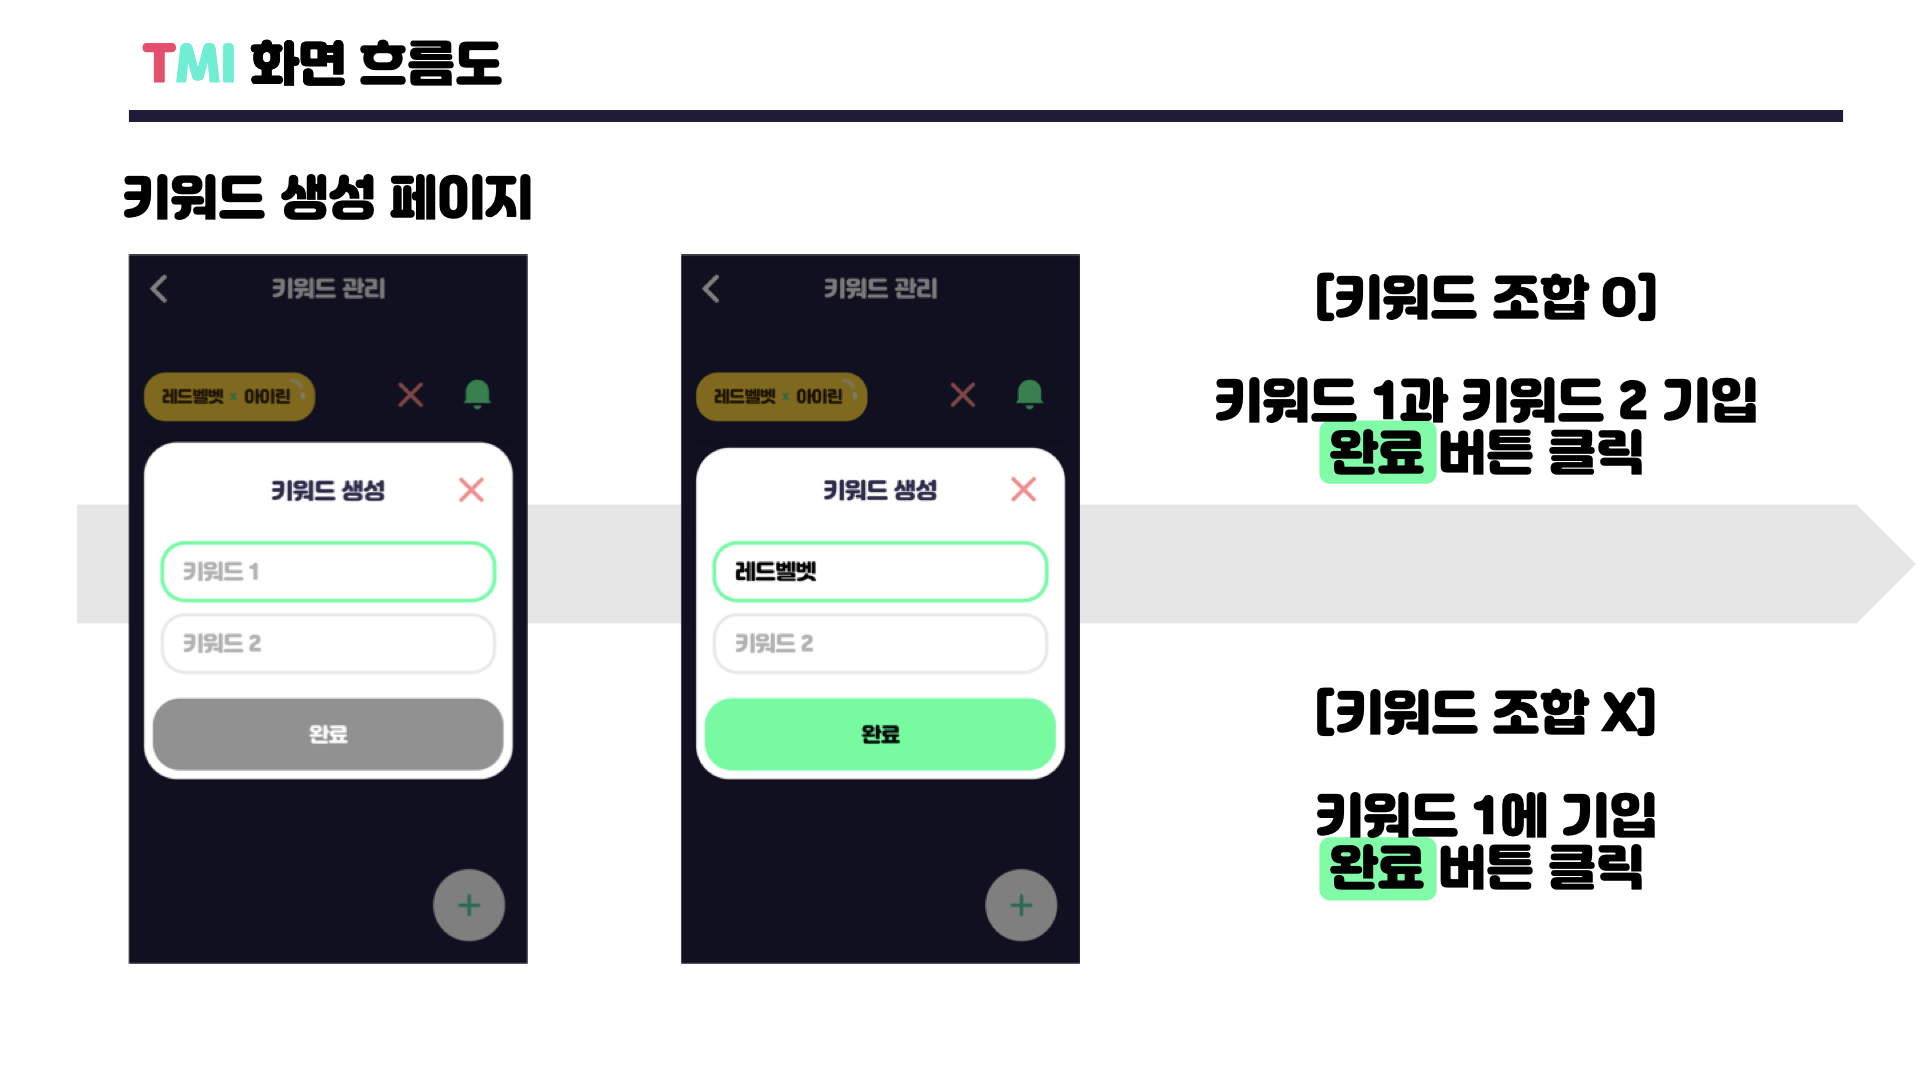 TMI 화면 흐름도
키워드 생성 페이지
키워드 관리
레드벨벳 x 아이린
키워드 생성
키워드 1
키워드 2
완료
키워드 관리
레드벨벳 x 아이린
키워드 생성
레드벨벳
키워드 2
완료
[키워드 조합 O]
키워드 1과 키워드 2 기입
완료 버튼 클릭
[키워드 조합 X]
키워드 1에 기입
완료 버튼 클릭